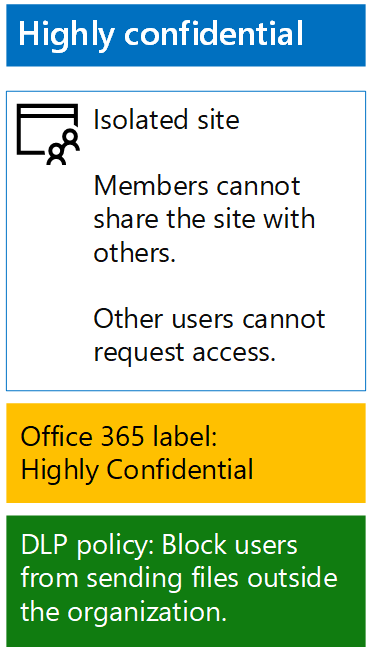 Highly confidential
Isolated site
Members cannot
share the site with
others.
Other users cannot
request access.
Office 365 label:
Highly Confidential
DLP policy: Block users
from sending files outside
the organization.